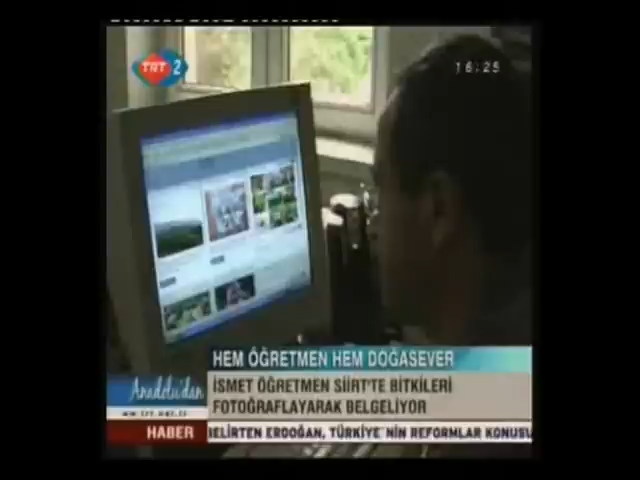 TRT 2
16:25
HEM ÖĞRETMEN HEM DOĞASEVER
Anadolu'dan
İSMET ÖĞRETMEN SİİRT'TE BİTKİLERİ
FOTOĞRAFLAYARAK BELGELİYOR
HABER
BELİRTEN ERDOĞAN, TÜRKİYE'NİN REFORMLAR KONUSU